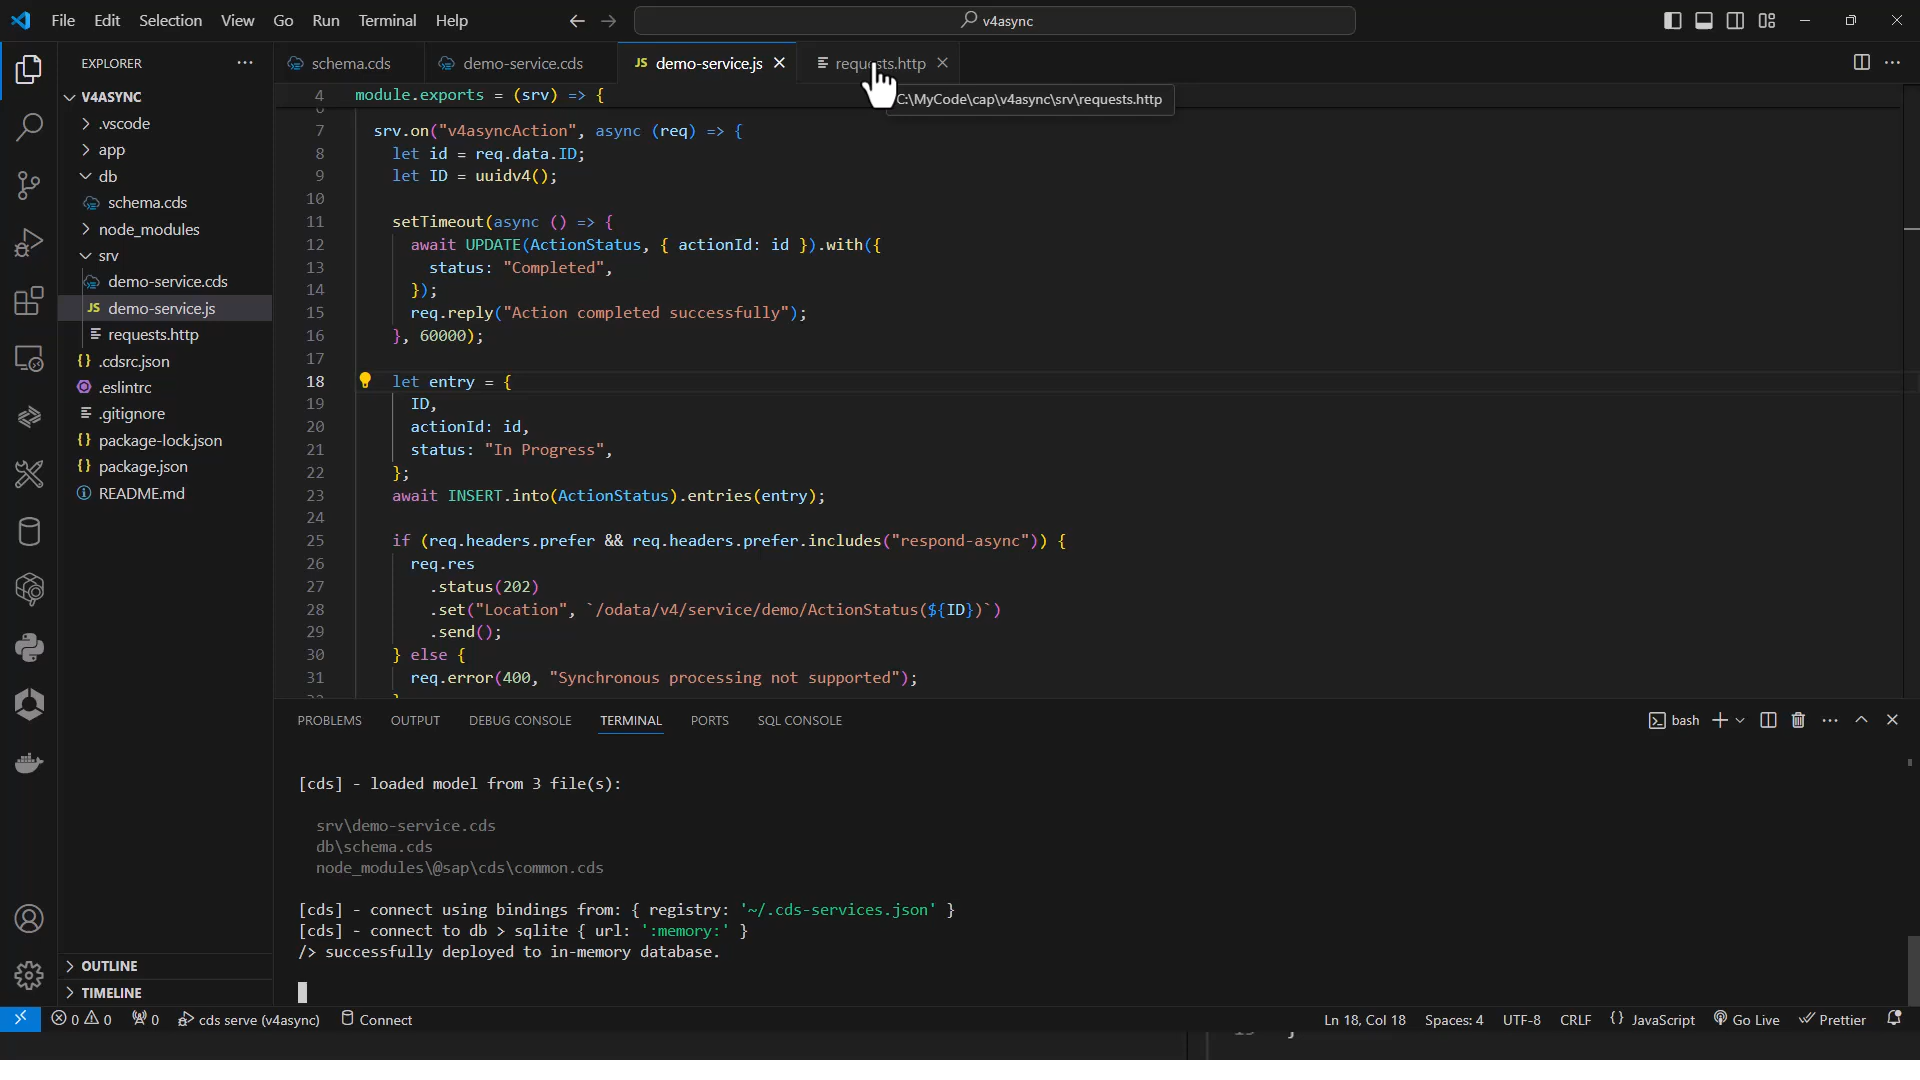 File Edit Selection View Go Run Terminal Help
v4async
EXPLORER
V4ASYNC
.vscode
app
db
schema.cds
node_modules
srv
demo-service.cds
JS demo-service.js
requests.http
{} .cdsrc.json
.eslintrc
.gitignore
{} package-lock.json
{} package.json
README.md
OUTLINE
TIMELINE
schema.cds
demo-service.cds
JS demo-service.js
requests.http
C:\MyCode\cap\v4async\srv\requests.http
4 module.exports = (srv) => {
7 srv.on("v4asyncAction", async (req) => {
8 let id = req.data.ID;
9 let ID = uuidv4();
10
11 setTimeout(async () => {
12 await UPDATE(ActionStatus, { actionId: id }).with({
13 status: "Completed",
14 });
15 req.reply("Action completed successfully");
16 }, 60000);
17
18 let entry = {
19 ID,
20 actionId: id,
21 status: "In Progress",
22 };
23 await INSERT.into(ActionStatus).entries(entry);
24
25 if (req.headers.prefer && req.headers.prefer.includes("respond-async")) {
26 req.res
27 .status(202)
28 .set("Location", `/odata/v4/service/demo/ActionStatus(${ID})`)
29 .send();
30 } else {
31 req.error(400, "Synchronous processing not supported");
PROBLEMS OUTPUT DEBUG CONSOLE TERMINAL PORTS SQL CONSOLE
bash
[cds] - loaded model from 3 file(s):
srv\demo-service.cds
db\schema.cds
node_modules\@sap\cds\common.cds
[cds] - connect using bindings from: { registry: '~/.cds-services.json' }
[cds] - connect to db > sqlite { url: ':memory:' }
/> successfully deployed to in-memory database.
0 0 0 cds serve (v4async) Connect
Ln 18, Col 18 Spaces: 4 UTF-8 CRLF {} JavaScript Go Live Prettier